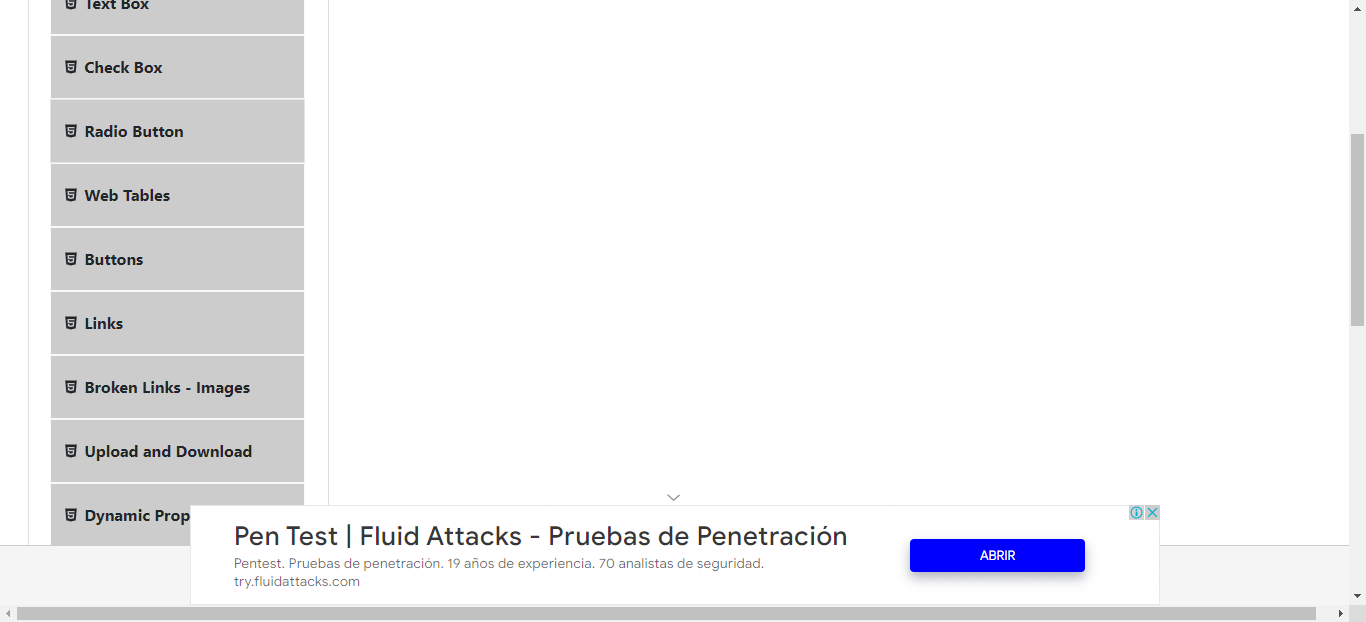 Text Box
Check Box
Radio Button
Web Tables
Buttons
Links
Broken Links - Images
Upload and Download
Dynamic Prop
Pen Test | Fluid Attacks - Pruebas de Penetración
Pentest. Pruebas de penetración. 19 años de experiencia. 70 analistas de seguridad.
try.fluidattacks.com
ABRIR